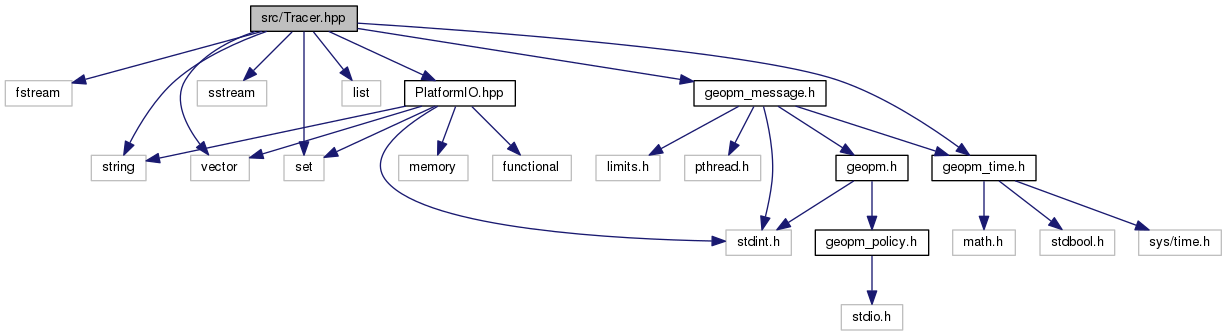 src/Tracer.hpp
fstream
sstream
list
PlatformIO.hpp
geopm_message.h
string
vector
set
memory
functional
limits.h
pthread.h
geopm.h
geopm_time.h
stdint.h
geopm_policy.h
math.h
stdbool.h
sys/time.h
stdio.h